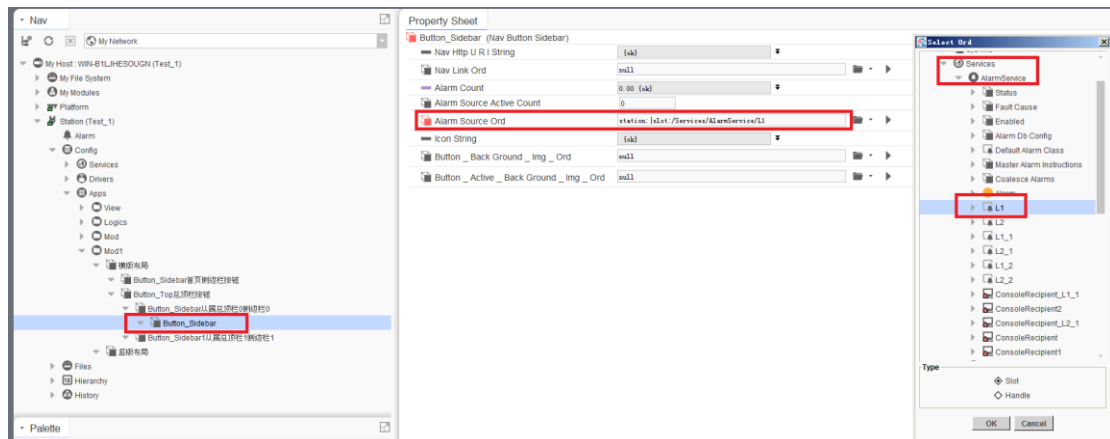 Nav
My Network
My Host : WIN-B1LJHESOUGN (Test_1)
My File System
My Modules
Platform
Station (Test_1)
Alarm
Config
Services
Drivers
Apps
View
Logics
Mod
Mod1
横版布局
Button_Sidebar首页侧边栏按钮
Button_Top总顶栏按钮
Button_Sidebar从属总顶栏0侧边栏0
Button_Sidebar
Button_Sidebar1从属总顶栏1侧边栏1
竖版布局
Files
Hierarchy
History
Palette
Property Sheet
Button_Sidebar (Nav Button Sidebar)
Nav Http U R I String {ok}
Nav Link Ord null
Alarm Count 0.00 {ok}
Alarm Source Active Count 0
Alarm Source Ord station:|slot:/Services/AlarmService/L1
Icon String {ok}
Button _ Back Ground _ Img _ Ord null
Button _ Active _ Back Ground _ Img _ Ord null
Select Ord
Services
AlarmService
Status
Fault Cause
Enabled
Alarm Db Config
Default Alarm Class
Master Alarm Instructions
Coalesce Alarms
L1
L2
L1_1
L2_1
L1_2
L2_2
ConsoleRecipient_L1_1
ConsoleRecipient2
ConsoleRecipient_L2_1
ConsoleRecipient
ConsoleRecipient1
Type
Slot
Handle
OK Cancel